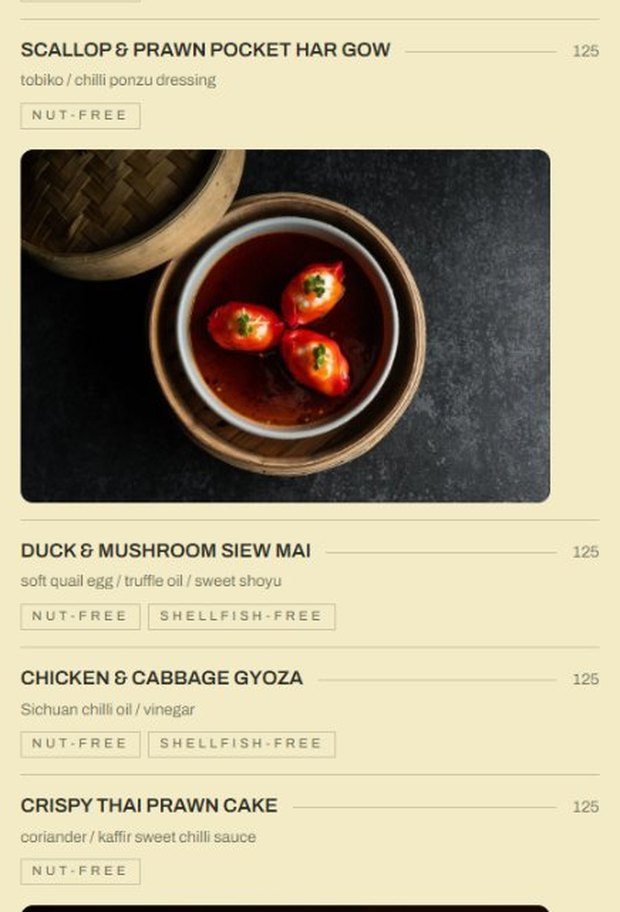 SCALLOP & PRAWN POCKET HAR GOW 125
tobiko / chilli ponzu dressing
NUT-FREE
DUCK & MUSHROOM SIEW MAI 125
soft quail egg / truffle oil / sweet shoyu
NUT-FREE SHELLFISH-FREE
CHICKEN & CABBAGE GYOZA 125
Sichuan chilli oil / vinegar
NUT-FREE SHELLFISH-FREE
CRISPY THAI PRAWN CAKE 125
coriander / kaffir sweet chilli sauce
NUT-FREE